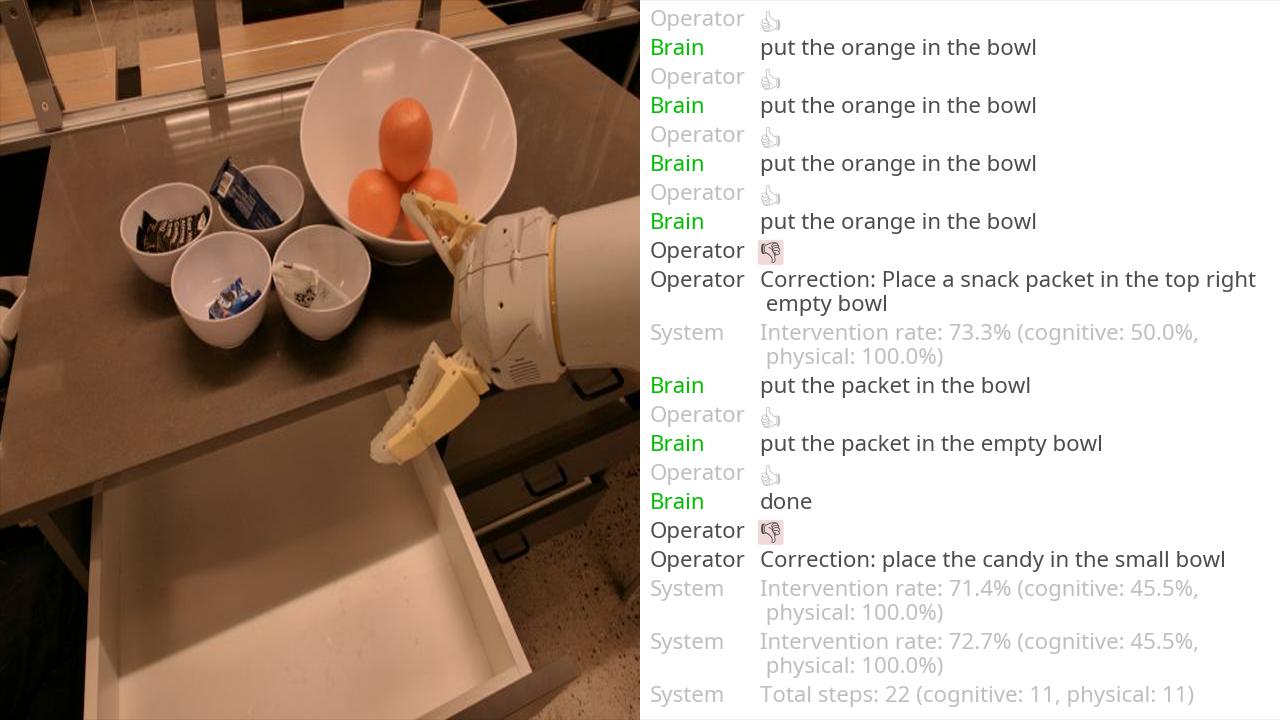 Operator 👍
Brain put the orange in the bowl
Operator 👍
Brain put the orange in the bowl
Operator 👍
Brain put the orange in the bowl
Operator 👍
Brain put the orange in the bowl
Operator 👎
Operator Correction: Place a snack packet in the top right
empty bowl
System Intervention rate: 73.3% (cognitive: 50.0%,
physical: 100.0%)
Brain put the packet in the bowl
Operator 👍
Brain put the packet in the empty bowl
Operator 👍
Brain done
Operator 👎
Operator Correction: place the candy in the small bowl
System Intervention rate: 71.4% (cognitive: 45.5%,
physical: 100.0%)
System Intervention rate: 72.7% (cognitive: 45.5%,
physical: 100.0%)
System Total steps: 22 (cognitive: 11, physical: 11)